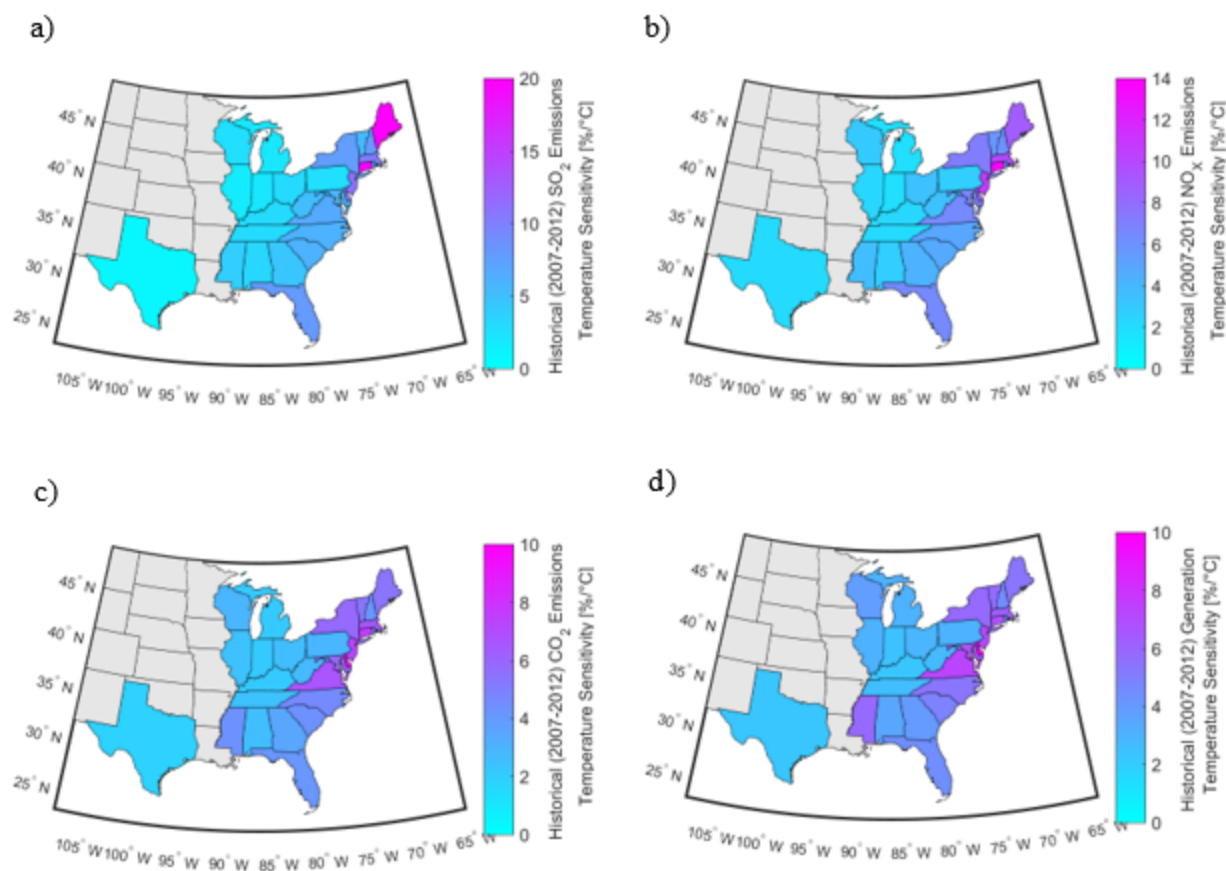 a)
45° N
40° N
35° N
30° N
25° N
105° W 100° W 95° W 90° W 85° W 80° W 75° W 70° W 65° W
20
15
10
5
0
Historical (2007-2012) SO2 Emissions
Temperature Sensitivity [%/°C]
b)
45° N
40° N
35° N
30° N
25° N
105° W 100° W 95° W 90° W 85° W 80° W 75° W 70° W 65° W
14
12
10
8
6
4
2
0
Historical (2007-2012) NOX Emissions
Temperature Sensitivity [%/°C]
c)
45° N
40° N
35° N
30° N
25° N
105° W 100° W 95° W 90° W 85° W 80° W 75° W 70° W 65° W
10
8
6
4
2
0
Historical (2007-2012) CO2 Emissions
Temperature Sensitivity [%/°C]
d)
45° N
40° N
35° N
30° N
25° N
105° W 100° W 95° W 90° W 85° W 80° W 75° W 70° W 65° W
10
8
6
4
2
0
Historical (2007-2012) Generation
Temperature Sensitivity [%/°C]